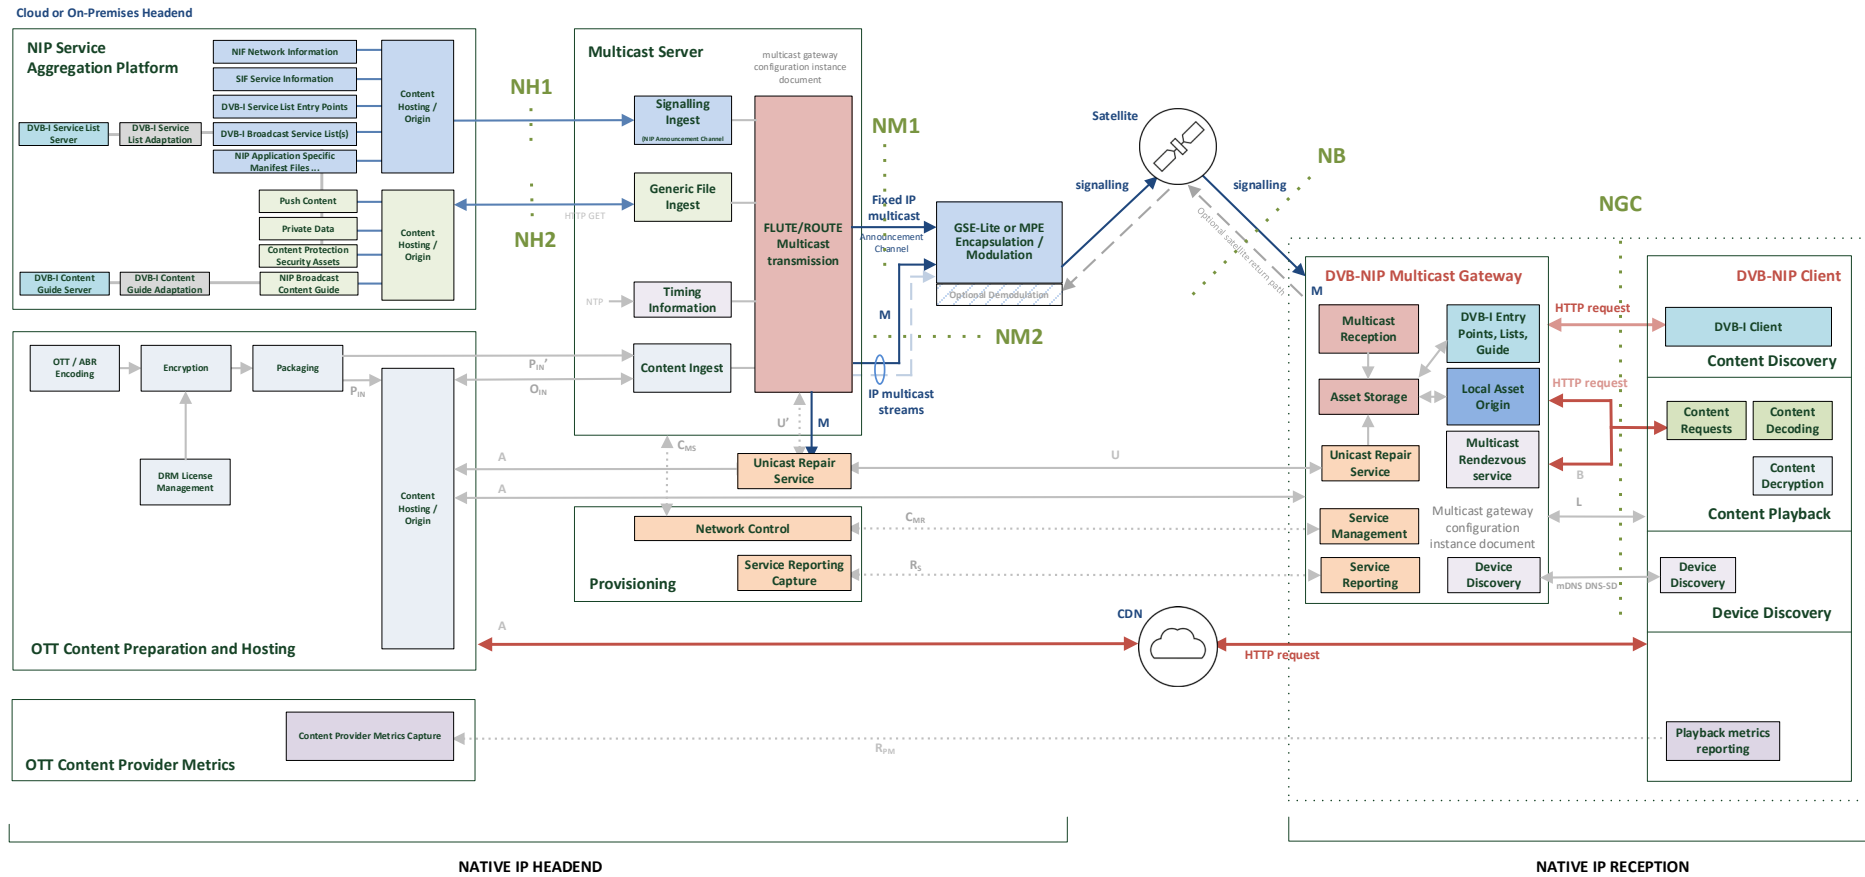 Cloud or On-Premises Headend
NIP Service
Aggregation Platform
NIF Network Information
SIF Service Information
DVB-I Service List Entry Points
DVB-I Service List
Server
DVB-I Service
List Adaptation
DVB-I Broadcast Service List(s)
NIP Application Specific
Manifest Files ...
Content
Hosting /
Origin
Push Content
Private Data
Content Protection
Security Assets
DVB-I Content
Guide Server
DVB-I Content
Guide Adaptation
NIP Broadcast
Content Guide
Content
Hosting /
Origin
NH1
NH2
HTTP GET
Multicast Server
multicast gateway
configuration instance
document
Signalling
Ingest
(NIP Announcement Channel
Generic File
Ingest
NTP
Timing
Information
Content Ingest
FLUTE/ROUTE
Multicast
transmission
NM1
Fixed IP
multicast
Announcement
Channel
M
NM2
IP multicast
streams
GSE-Lite or MPE
Encapsulation /
Modulation
Optional Demodulation
Satellite
signalling
signalling
Optional satellite return path
NB
NGC
OTT / ABR
Encoding
Encryption
Packaging
DRM License
Management
PIN
PIN'
OIN
Content
Hosting /
Origin
OTT Content Preparation and Hosting
U'
M
CMS
A
A
Unicast Repair
Service
U
Network Control
Service Reporting
Capture
Provisioning
CMR
RS
A
CDN
HTTP request
DVB-NIP Multicast Gateway
M
Multicast
Reception
DVB-I Entry
Points, Lists,
Guide
Asset Storage
Local Asset
Origin
Unicast Repair
Service
Multicast
Rendezvous
service
Service
Management
Multicast gateway
configuration
instance document
Service
Reporting
Device
Discovery
HTTP request
HTTP request
B
L
mDNS DNS-SD
DVB-NIP Client
DVB-I Client
Content Discovery
Content
Requests
Content
Decoding
Content
Decryption
Content Playback
Device
Discovery
Device Discovery
Playback metrics
reporting
Content Provider Metrics Capture
OTT Content Provider Metrics
RPM
NATIVE IP HEADEND
NATIVE IP RECEPTION